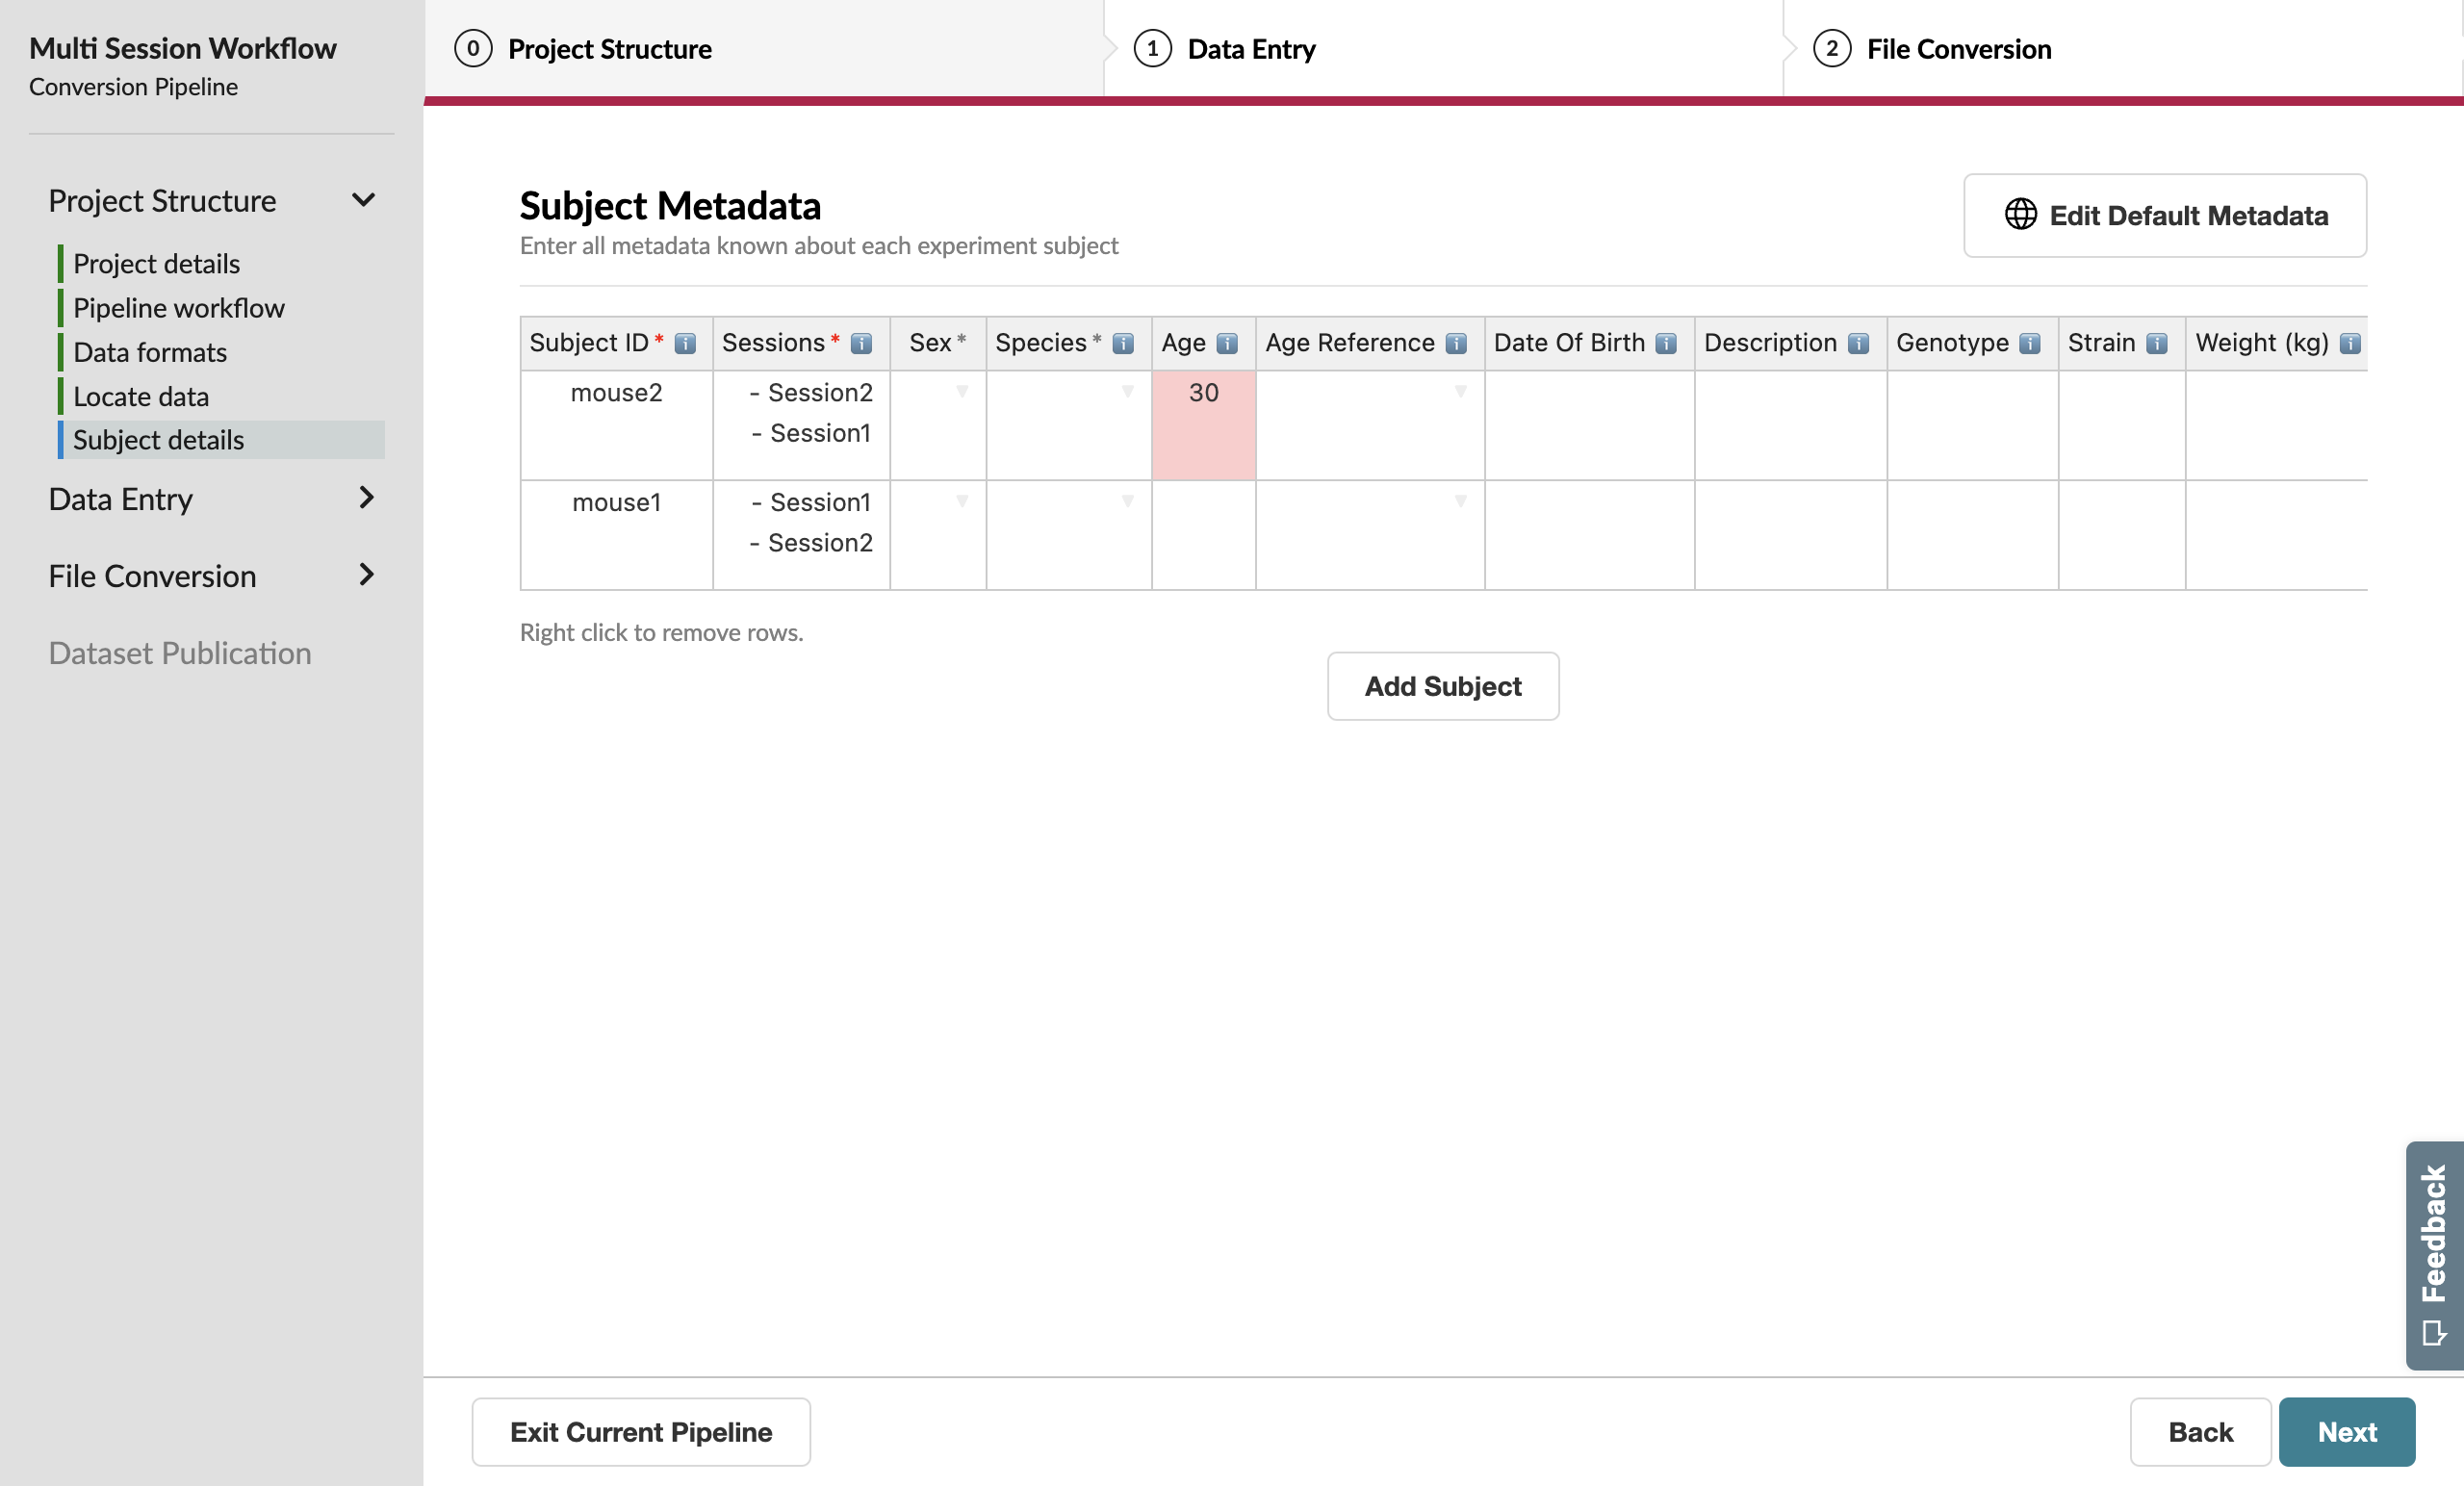 Multi Session Workflow
Conversion Pipeline
Project Structure
Project details
Pipeline workflow
Data formats
Locate data
Subject details
Data Entry
File Conversion
Dataset Publication
0 Project Structure
1 Data Entry
2 File Conversion
Subject Metadata
Enter all metadata known about each experiment subject
Edit Default Metadata
Subject ID* i Sessions* i Sex* Species* i Age i Age Reference i Date Of Birth i Description i Genotype i Strain i Weight (kg) i
mouse2 - Session2 30
- Session1
mouse1 - Session1
- Session2
Right click to remove rows.
Add Subject
Feedback
Exit Current Pipeline
Back
Next